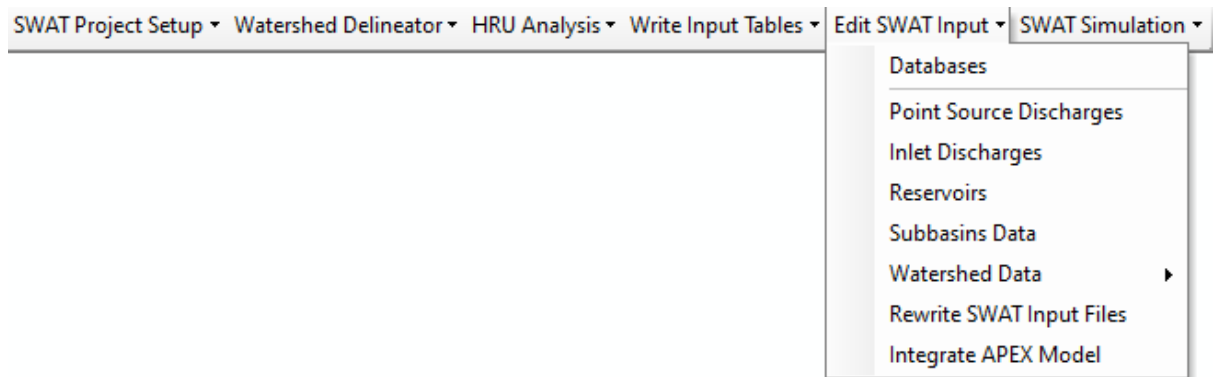 SWAT Project Setup Watershed Delineator HRU Analysis Write Input Tables Edit SWAT Input SWAT Simulation
Databases
Point Source Discharges
Inlet Discharges
Reservoirs
Subbasins Data
Watershed Data
Rewrite SWAT Input Files
Integrate APEX Model